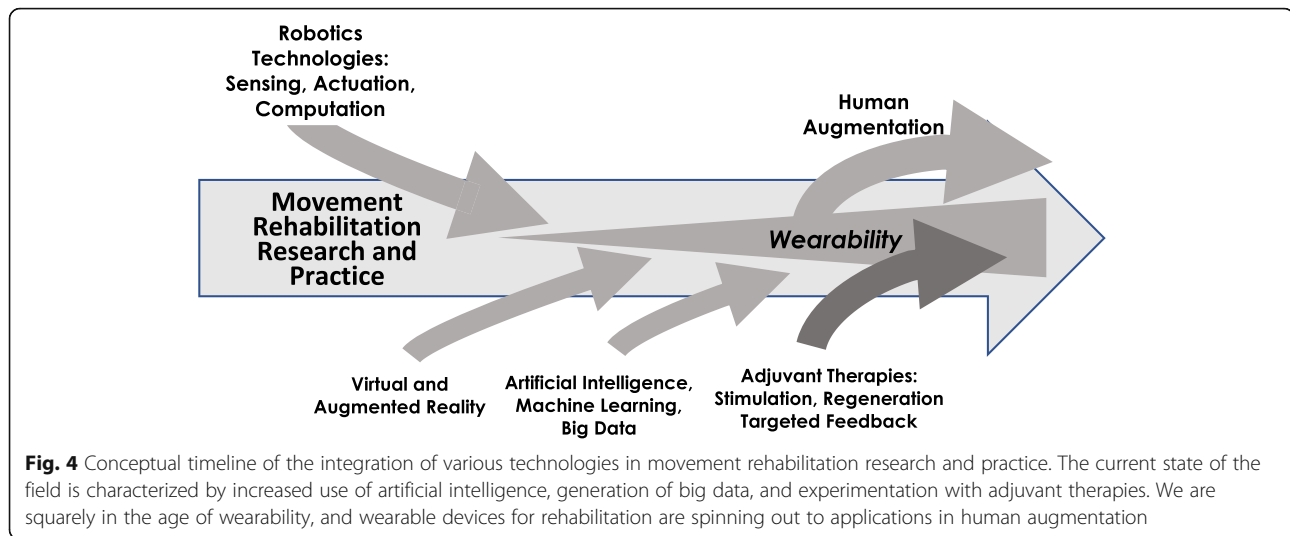 Robotics
Technologies:
Sensing, Actuation,
Computation
Human
Augmentation
Movement
Rehabilitation
Research and
Practice
Wearability
Virtual and
Augmented Reality
Artificial Intelligence,
Machine Learning,
Big Data
Adjuvant Therapies:
Stimulation, Regeneration
Targeted Feedback
Fig. 4 Conceptual timeline of the integration of various technologies in movement rehabilitation research and practice. The current state of the
field is characterized by increased use of artificial intelligence, generation of big data, and experimentation with adjuvant therapies. We are
squarely in the age of wearability, and wearable devices for rehabilitation are spinning out to applications in human augmentation